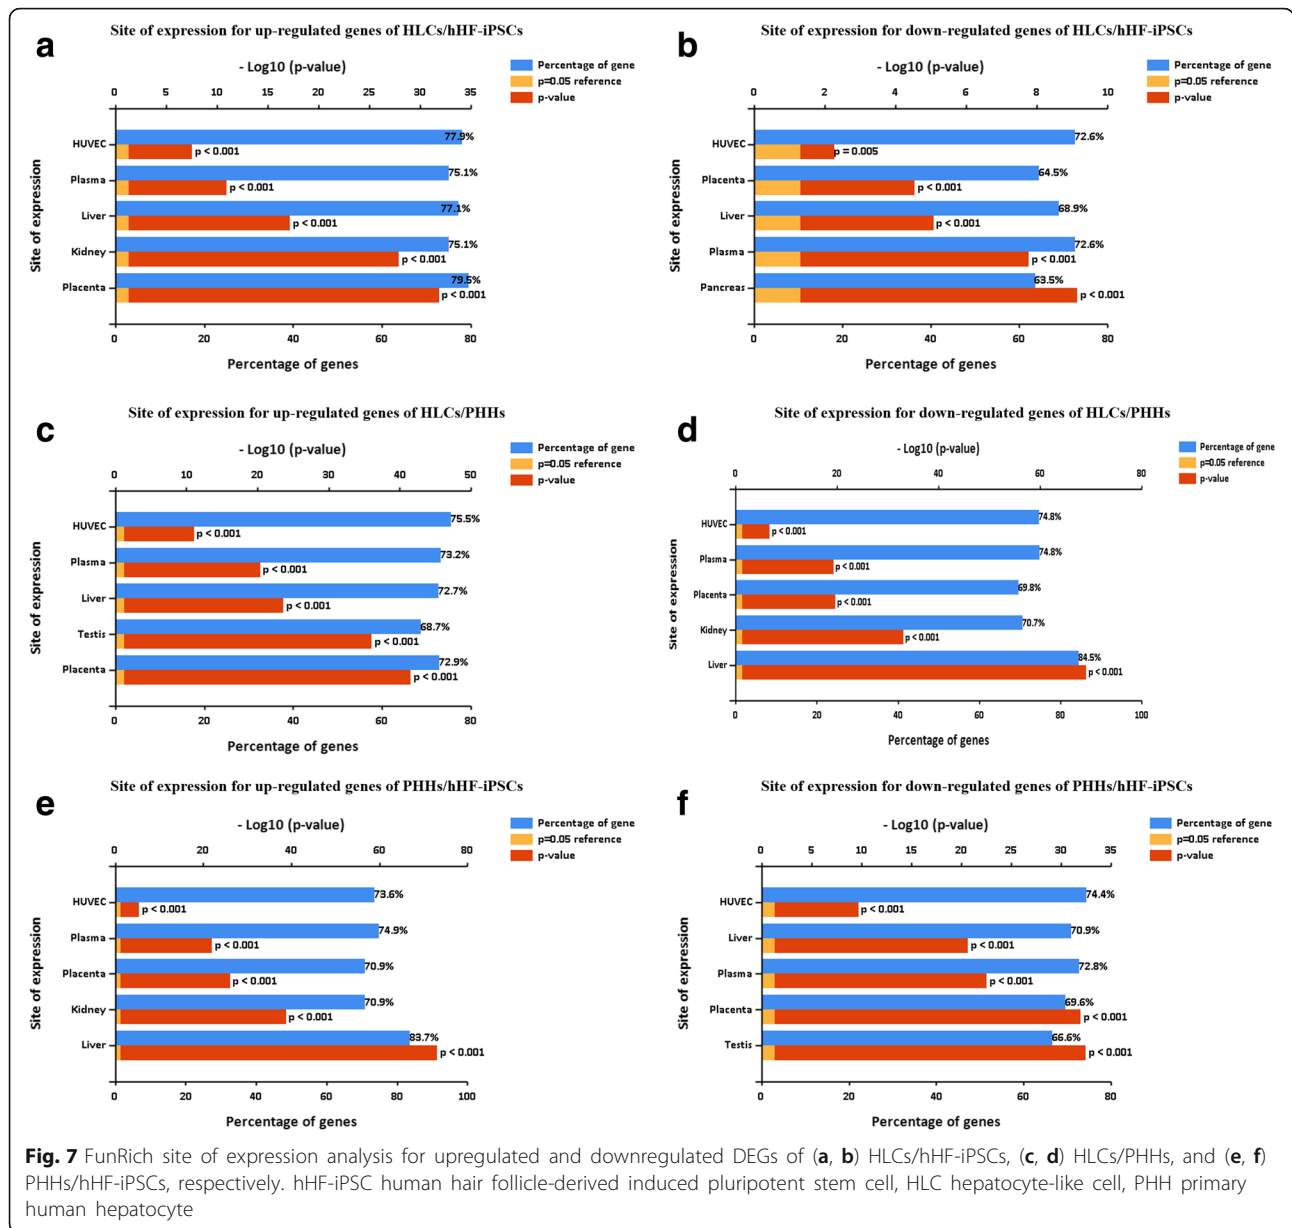 a
Site of expression for up-regulated genes of HLCs/hHF-iPSCs
- Log10 (p-value)
Percentage of gene
p=0.05 reference
p-value
0 5 10 15 20 25 30 35
Site of expression
HUVEC 77.9%
p < 0.001
Plasma 75.1%
p < 0.001
Liver 77.1%
p < 0.001
Kidney 75.1%
p < 0.001
Placenta 79.5%
p < 0.001
0 20 40 60 80
Percentage of genes
b
Site of expression for down-regulated genes of HLCs/hHF-iPSCs
- Log10 (p-value)
Percentage of gene
p=0.05 reference
p-value
0 2 4 6 8 10
Site of expression
HUVEC 72.6%
p = 0.005
Placenta 64.5%
p < 0.001
Liver 68.9%
p < 0.001
Plasma 72.6%
p < 0.001
Pancreas 63.5%
p < 0.001
0 20 40 60 80
Percentage of genes
c
Site of expression for up-regulated genes of HLCs/PHHs
- Log10 (p-value)
Percentage of gene
p=0.05 reference
p-value
0 10 20 30 40 50
Site of expression
HUVEC 75.5%
p < 0.001
Plasma 73.2%
p < 0.001
Liver 72.7%
p < 0.001
Testis 68.7%
p < 0.001
Placenta 72.9%
p < 0.001
0 20 40 60 80
Percentage of genes
d
Site of expression for down-regulated genes of HLCs/PHHs
- Log10 (p-value)
Percentage of gene
p=0.05 reference
p-value
0 20 40 60 80
Site of expression
HUVEC 74.8%
p < 0.001
Plasma 74.8%
p < 0.001
Placenta 69.8%
p < 0.001
Kidney 70.7%
p < 0.001
Liver 84.5%
p < 0.001
0 20 40 60 80 100
Percentage of genes
e
Site of expression for up-regulated genes of PHHs/hHF-iPSCs
- Log10 (p-value)
Percentage of gene
p=0.05 reference
p-value
0 20 40 60 80
Site of expression
HUVEC 73.6%
p < 0.001
Plasma 74.9%
p < 0.001
Placenta 70.9%
p < 0.001
Kidney 70.9%
p < 0.001
Liver 83.7%
p < 0.001
0 20 40 60 80 100
Percentage of genes
f
Site of expression for down-regulated genes of PHHs/hHF-iPSCs
- Log10 (p-value)
Percentage of gene
p=0.05 reference
p-value
0 5 10 15 20 25 30 35
Site of expression
HUVEC 74.4%
p < 0.001
Liver 70.9%
p < 0.001
Plasma 72.8%
p < 0.001
Placenta 69.6%
p < 0.001
Testis 66.6%
p < 0.001
0 20 40 60 80
Percentage of genes
Fig. 7 FunRich site of expression analysis for upregulated and downregulated DEGs of (a, b) HLCs/hHF-iPSCs, (c, d) HLCs/PHHs, and (e, f)
PHHs/hHF-iPSCs, respectively. hHF-iPSC human hair follicle-derived induced pluripotent stem cell, HLC hepatocyte-like cell, PHH primary
human hepatocyte